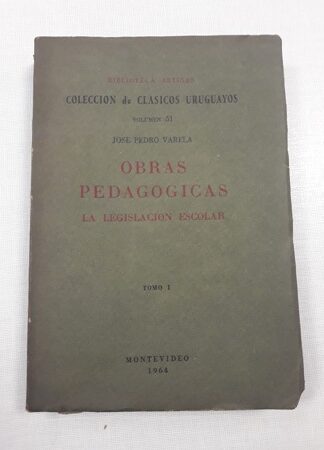 BIBLIOTECA ARTIGAS
COLECCION de CLASICOS URUGUAYOS
VOLUMEN 51
JOSE PEDRO VARELA
OBRAS
PEDAGOGICAS
LA LEGISLACION ESCOLAR
TOMO I
MONTEVIDEO
1964